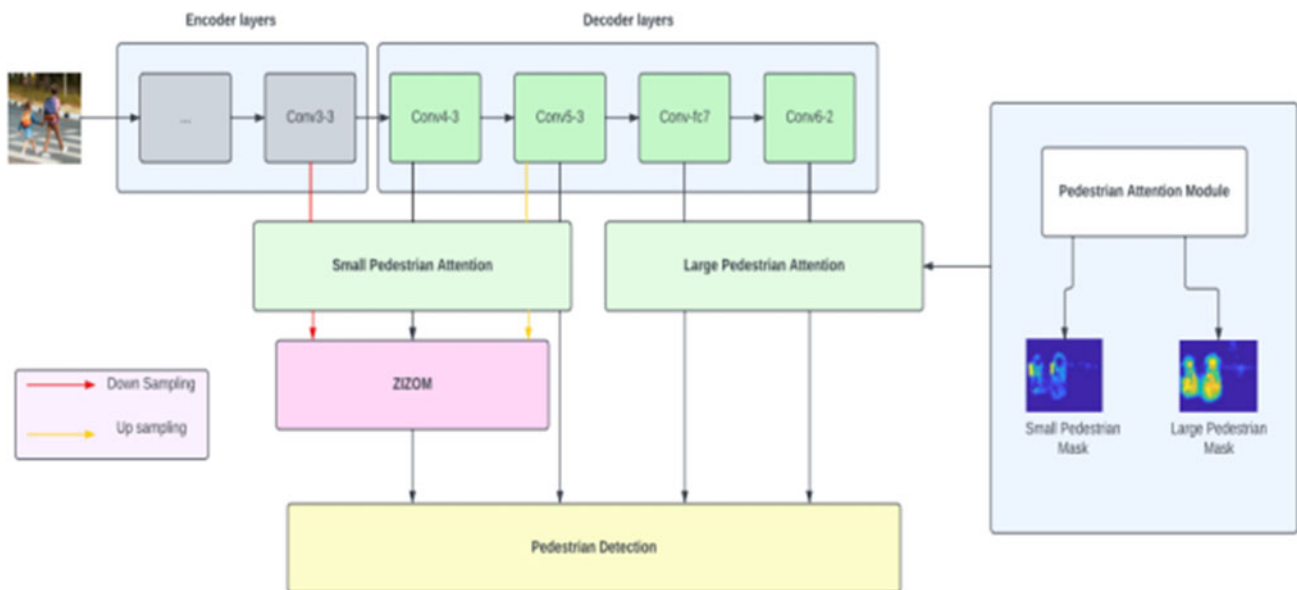 Encoder layers
Decoder layers
...
Conv3-3
Conv4-3
Conv5-3
Conv-fc7
Conv6-2
Pedestrian Attention Module
Small Pedestrian Attention
Large Pedestrian Attention
ZIZOM
Down Sampling
Up sampling
Small Pedestrian
Mask
Large Pedestrian
Mask
Pedestrian Detection